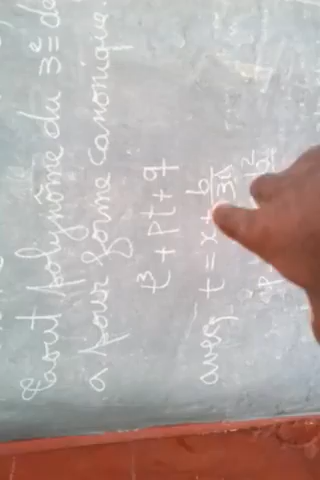 tout polynôme du 3e de
a pour forme canonique
t³ + pt + q
avec t = x + b/3a